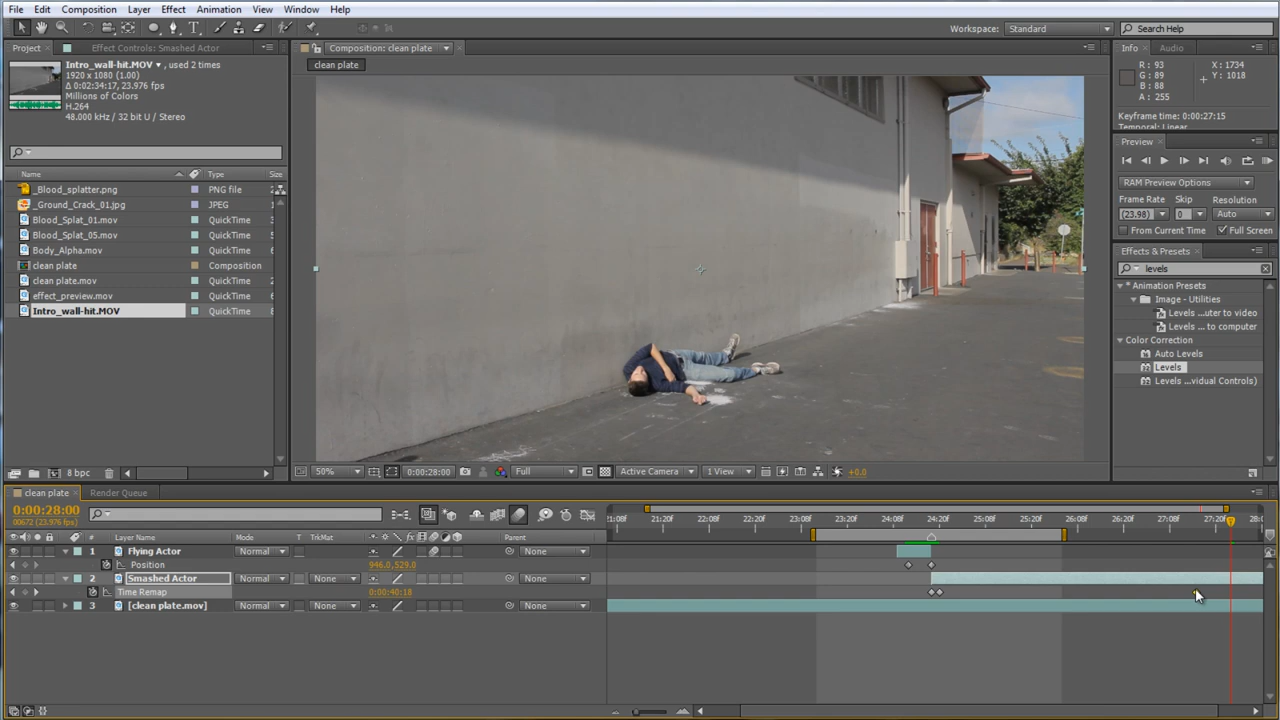 File Edit Composition Layer Effect Animation View Window Help
Workspace: Standard Search Help
Project Effect Controls: Smashed Actor
Intro_wall-hit.MOV , used 2 times
1920 x 1080 (1.00)
Δ 0:02:34:17, 23.976 fps
Millions of Colors
H.264
48.000 kHz / 32 bit U / Stereo
Name Type Size
_Blood_splatter.png PNG file 2
_Ground_Crack_01.jpg JPEG 1
Blood_Splat_01.mov QuickTime 3
Blood_Splat_05.mov QuickTime 5
Body_Alpha.mov QuickTime
clean plate Composition
clean plate.mov QuickTime 2
effect_preview.mov QuickTime 6
Intro_wall-hit.MOV QuickTime 8
8 bpc
Composition: clean plate
clean plate
50% 0:00:28:00 Full Active Camera 1 View +0.0
Info Audio
R : 93 X : 1734
G : 89 Y : 1018
B : 88
A : 255
Keyframe time: 0:00:27:15
Temporal: Linear
Preview
RAM Preview Options
Frame Rate Skip Resolution
(23.98) 0 Auto
From Current Time Full Screen
Effects & Presets
levels
* Animation Presets
Image - Utilities
Levels ...uter to video
Levels ... to computer
Color Correction
Auto Levels
Levels
Levels ...vidual Controls)
clean plate Render Queue
0:00:28:00
00672 (23.976 fps)
21:08f 21:20f 22:08f 22:20f 23:08f 23:20f 24:08f 24:20f 25:08f 25:20f 26:08f 26:20f 27:08f 27:20f 28:0
# Layer Name Mode T TrkMat Parent
1 Flying Actor Normal None
Position 946.0,529.0
2 Smashed Actor Normal None None
Time Remap 0:00:40:18
3 [clean plate.mov] Normal None None